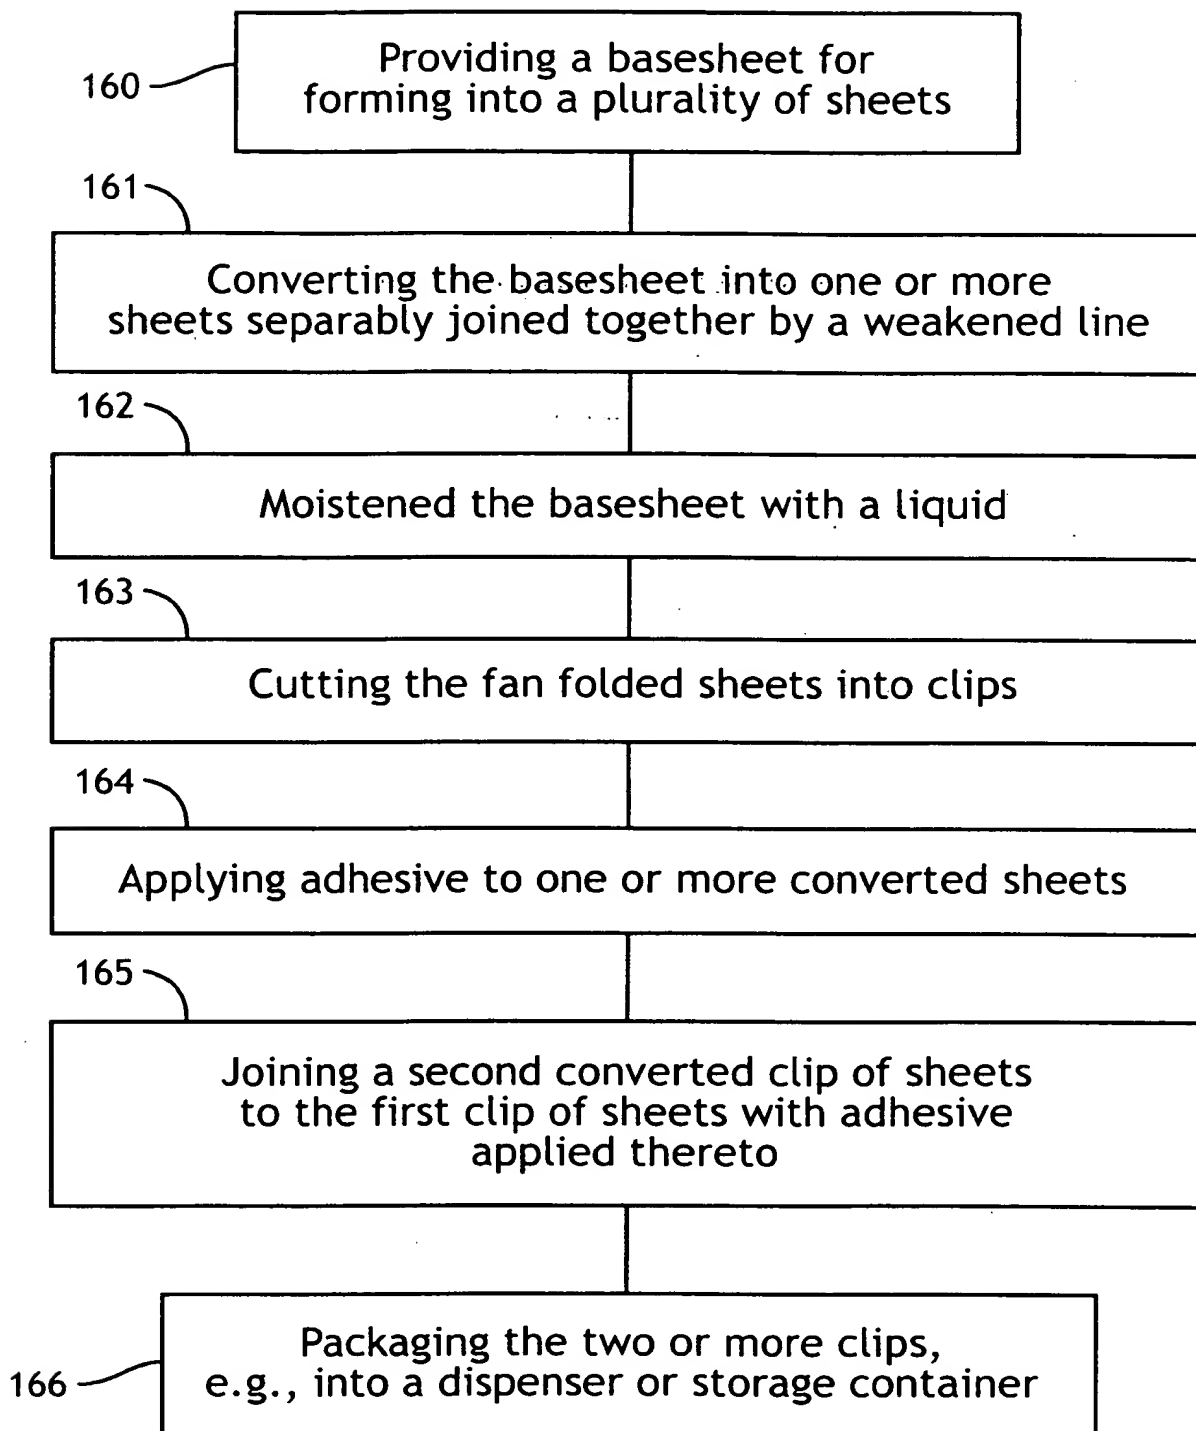 160
Providing a basesheet for
forming into a plurality of sheets
161
Converting the basesheet into one or more
sheets separably joined together by a weakened line
162
Moistened the basesheet with a liquid
163
Cutting the fan folded sheets into clips
164
Applying adhesive to one or more converted sheets
165
Joining a second converted clip of sheets
to the first clip of sheets with adhesive
applied thereto
166
Packaging the two or more clips,
e.g., into a dispenser or storage container